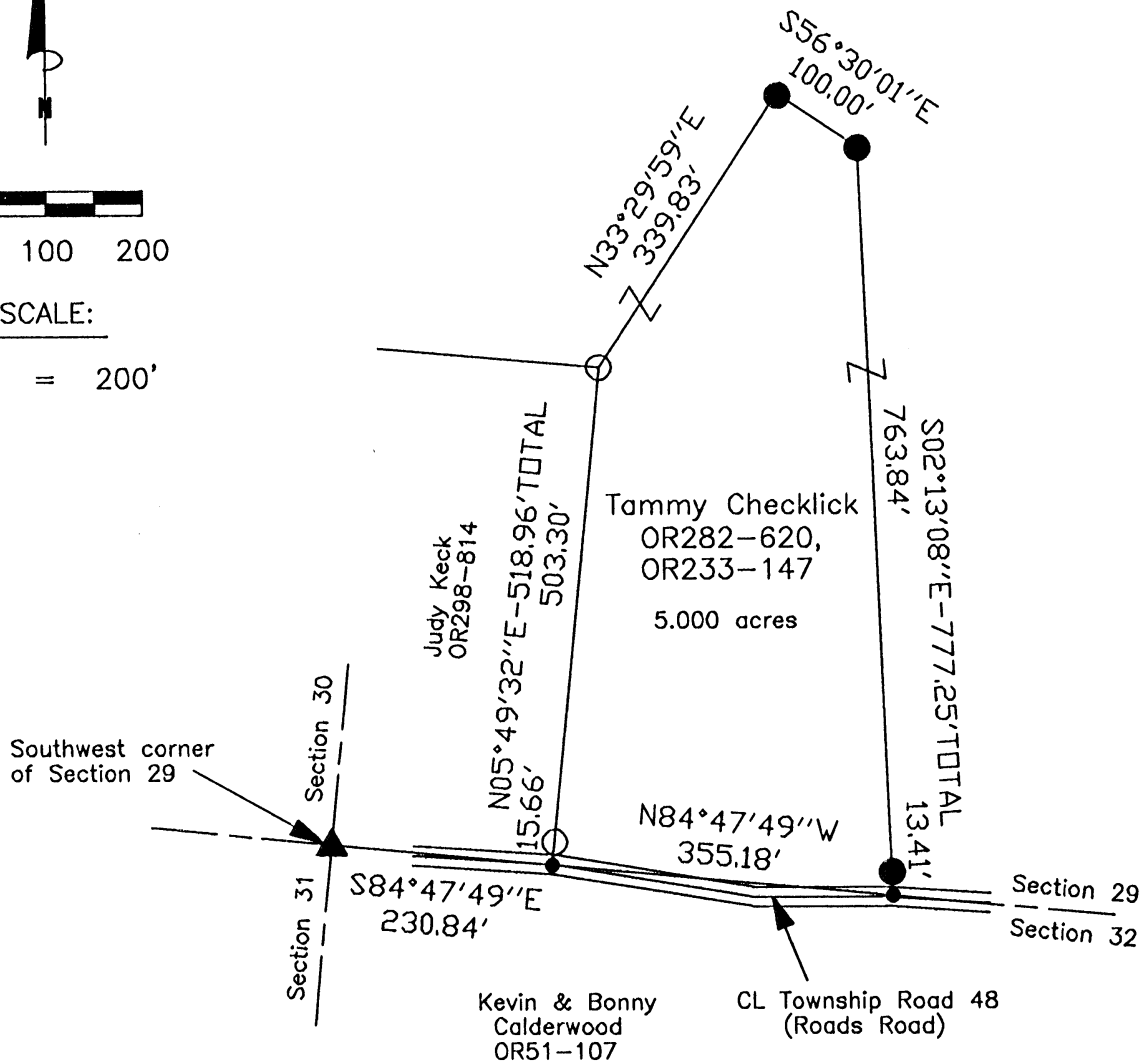 N
100 200
SCALE:
= 200'
S56°30'01"E
100.00'
N33°29'59"E
339.83'
S02°13'08"E-777.25'TOTAL
763.84'
13.41'
Tammy Checklick
OR282-620,
OR233-147
5.000 acres
N05°49'32"E-518.96'TOTAL
503.30'
15.66'
Judy Keck
OR298-814
Section 30
Southwest corner
of Section 29
Section 31
S84°47'49"E
230.84'
N84°47'49"W
355.18'
Section 29
Section 32
Kevin & Bonny
Calderwood
OR51-107
CL Township Road 48
(Roads Road)